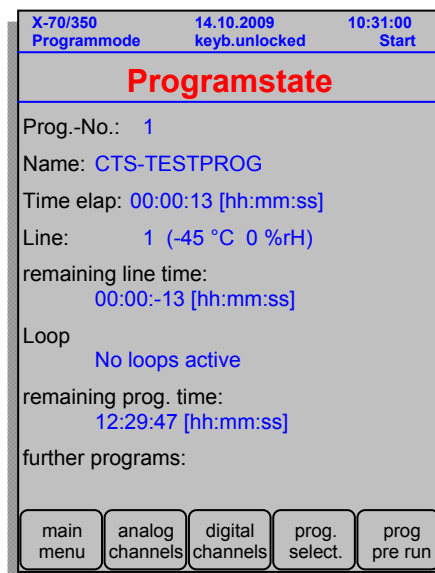 X-70/350 14.10.2009 10:31:00
Programmode keyb.unlocked Start
Programstate
Prog.-No.: 1
Name: CTS-TESTPROG
Time elap: 00:00:13 [hh:mm:ss]
Line: 1 (-45 °C 0 %rH)
remaining line time:
00:00:-13 [hh:mm:ss]
Loop
No loops active
remaining prog. time:
12:29:47 [hh:mm:ss]
further programs:
main analog digital prog. prog
menu channels channels select. pre run